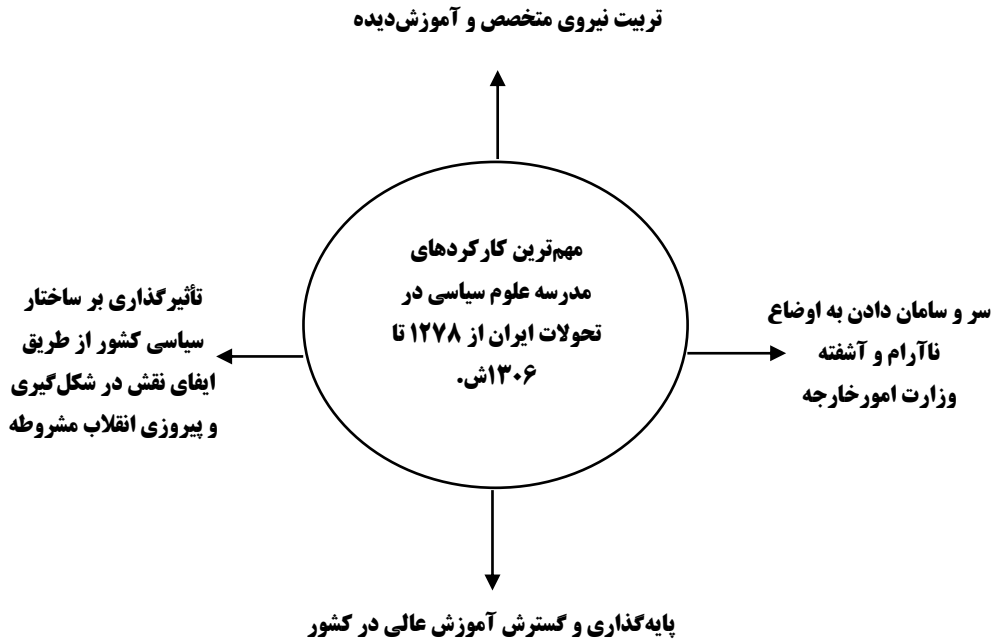 تربیت نیروی متخصص و آموزش‌دیده
مهم‌ترین کارکردهای
مدرسه علوم سیاسی در
تحولات ایران از ۱۲۷۸ تا
۱۳۰۶ش.
سر و سامان دادن به اوضاع
ناآرام و آشفته
وزارت امورخارجه
تأثیرگذاری بر ساختار
سیاسی کشور از طریق
ایفای نقش در شکل‌گیری
و پیروزی انقلاب مشروطه
پایه‌گذاری و گسترش آموزش عالی در کشور